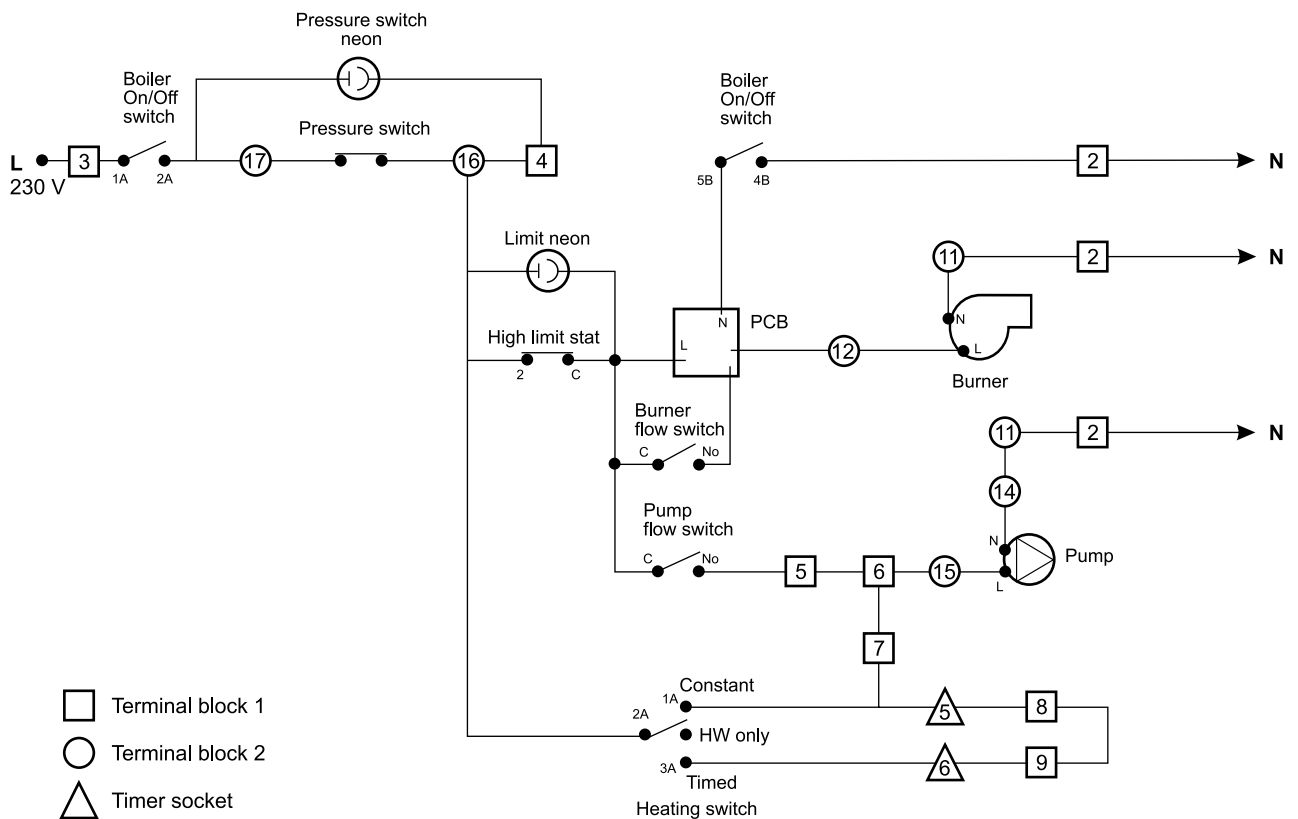 Pressure switch
neon
Boiler
On/Off
switch
Pressure switch
L
230 V
3
1A
2A
17
16
4
Boiler
On/Off
switch
5B
4B
2
N
Limit neon
11
2
N
High limit stat
2
C
N
L
PCB
12
N
L
Burner
Burner
flow switch
C
No
11
2
N
14
Pump
flow switch
C
No
5
6
15
N
L
Pump
7
Constant
1A
2A
HW only
3A
Timed
Heating switch
5
8
6
9
Terminal block 1
Terminal block 2
Timer socket